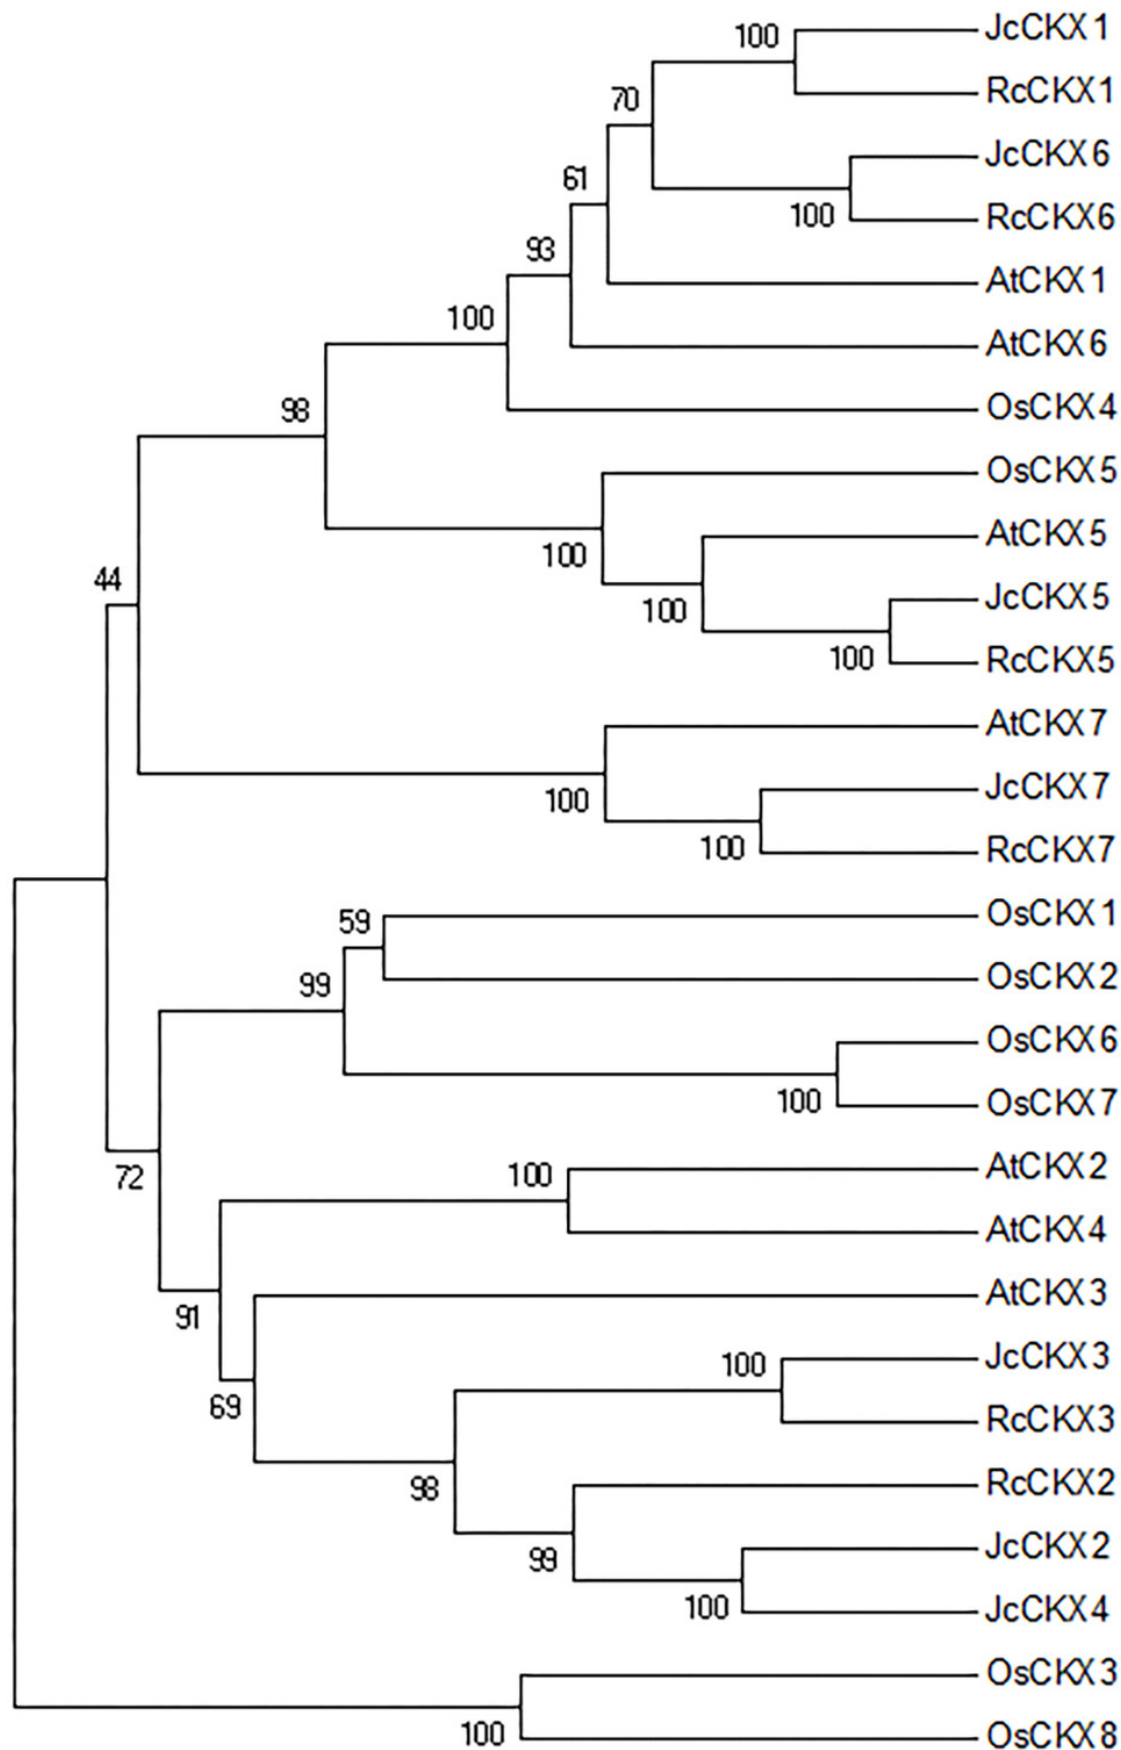 JcCKX1
100
RcCKX1
70
JcCKX6
61
100
RcCKX6
93
AtCKX1
100
AtCKX6
98
OsCKX4
OsCKX5
100
AtCKX5
44
JcCKX5
100
100
RcCKX5
AtCKX7
100
JcCKX7
100
RcCKX7
59
OsCKX1
99
OsCKX2
OsCKX6
100
OsCKX7
72
100
AtCKX2
AtCKX4
91
AtCKX3
100
JcCKX3
69
RcCKX3
98
RcCKX2
99
JcCKX2
100
JcCKX4
OsCKX3
100
OsCKX8